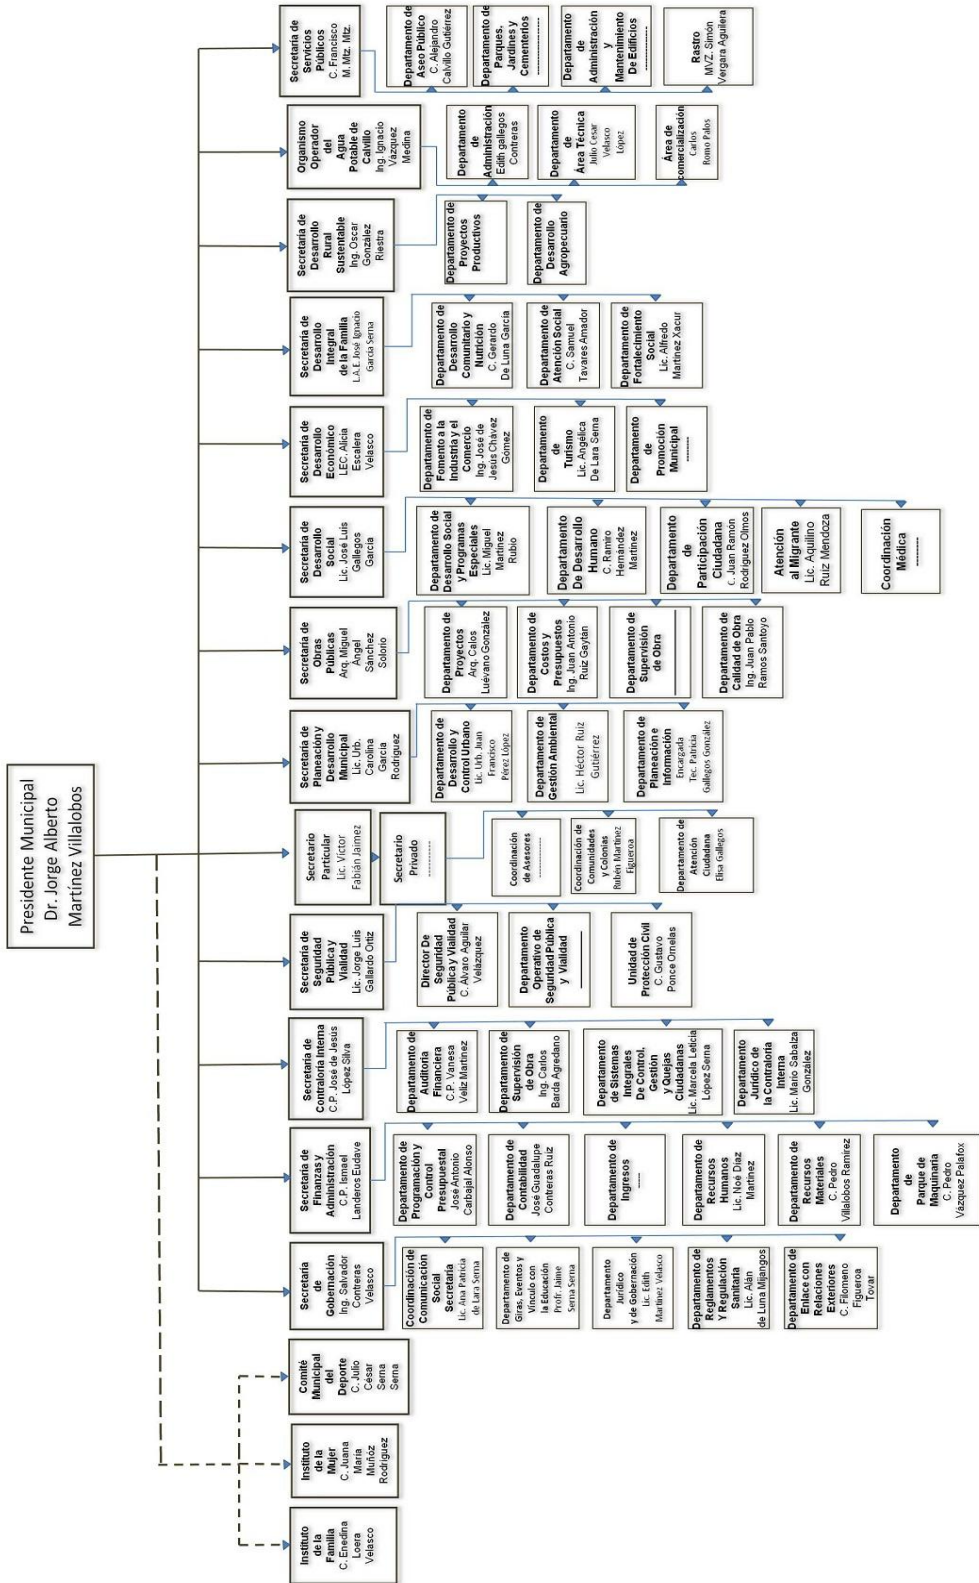 Presidente Municipal
Dr. Jorge Alberto
Martínez Villalobos
Instituto
de la
Familia
C. Enedina
Loera
Velasco
Instituto
de la
Mujer
C. Juana
María
Muñóz
Rodríguez
Comité
Municipal
del
Deporte
C. Julio
César
Serna
Serna
Secretaria
de
Gobernación
Ing. Salvador
Contreras
Velasco
Coordinación de
Comunicación
Social
Secretaría
Lic. Ana Patricia
de Lara Serna
Departamento de
Giras, Eventos y
Vínculo con
la Educación
Profr. Jaime
Serna Serna
Departamento
Jurídico
y de Gobernación
Lic. Edith
Martínez Velasco
Departamento de
Reglamentos
Y Regulación
Sanitaria
Lic. Alán
de Luna Mijangos
Departamento de
Enlace con
Relaciones
Exteriores
C. Filomeno
Figueroa
Tovar
Secretaria de
Finanzas y
Administración
C.P. Ismael
Landeros Eudave
Departamento de
Programación y
Control
Presupuestal
José Antonio
Carbajal Alonso
Departamento de
Contabilidad
José Guadalupe
Contreras Ruiz
Departamento de
Ingresos
-----
Departamento de
Recursos
Humanos
Lic. Noé Díaz
Martínez
Departamento de
Recursos
Materiales
C. Pedro
Villalobos Ramírez
Departamento
de
Parque de
Maquinaria
C. Pedro
Vázquez Palafox
Secretaria de
Contraloría Interna
C.P. José de Jesús
López Silva
Departamento de
Auditoria
Financiera
C.P. Vanesa
Veliz Martínez
Departamento de
Supervisión
de Obra
Ing. Carlos
Barda Agredano
Departamento
de Sistemas
Integrales
De Control,
Gestión
y Quejas
Ciudadanas
Lic. Marcela Leticia
López Serna
Departamento
Jurídico de
la Contraloría
Interna
Lic. Mario Sabalza
González
Secretaria de
Seguridad
Pública y
Vialidad
Lic. Jorge Luis
Gallardo Ortiz
Director De
Seguridad
Pública y Vialidad
C. Alvaro Aguilar
Velázquez
Departamento
Operativo de
Seguridad Pública
y Vialidad
Unidad de
Protección Civil
C. Gustavo
Ponce Ornelas
Secretario
Particular
Lic. Victor
Fabián Jaimez
Secretario
Privado
----------
Coordinación
de Asesores
----------
Coordinación de
Comunidades
y Colonias
Rubén Martínez
Figueroa
Departamento de
Atención
Ciudadana
Elisa Gallegos
Secretaria de
Planeación y
Desarrollo
Municipal
Lic. Urb.
Carolina
García
Rodríguez
Departamento de
Desarrollo y
Control Urbano
Lic. Urb. Juan
Francisco
Pérez López
Departamento de
Gestión Ambiental
Lic. Héctor Ruiz
Gutiérrez
Departamento de
Planeación e
Información
Encargada
Tec. Patricia
Gallegos González
Secretaria de
Obras
Públicas
Arq. Miguel
Angel
Sánchez
Solorio
Departamento de
Proyectos
Arq. Calos
Luévano González
Departamento de
Costos y
Presupuestos
Ing. Juan Antonio
Ruiz Gaytán
Departamento de
Supervisión
de Obra
Departamento de
Calidad de Obra
Ing. Juan Pablo
Ramos Santoyo
Secretaria de
Desarrollo
Social
Lic. José Luis
Gallegos
García
Departamento de
Desarrollo Social
y Programas
Especiales
Lic. Miguel
Martínez
Rubio
Departamento
De Desarrollo
Humano
C. Ramiro
Hernández
Martínez
Departamento
de
Participación
Ciudadana
C. Juan Ramón
Rodríguez Olmos
Atención
al Migrante
Lic. Aquilino
Ruiz Mendoza
Coordinación
Médica
--------
Secretaria de
Desarrollo
Económico
LEC. Alicia
Escalera
Velasco
Departamento de
Fomento a la
Industria y el
Comercio
Ing. José de
Jesús Chávez
Gómez
Departamento
de
Turismo
Lic. Angélica
De Lara Serna
Departamento
de
Promoción
Municipal
--------
Secretaria de
Desarrollo
Integral
de la Familia
L.A.E. José Ignacio
García Serna
Departamento de
Desarrollo
Comunitario y
Nutrición
C. Gerardo
De Luna García
Departamento de
Atención Social
C. Samuel
Tavares Amador
Departamento de
Fortalecimiento
Social
Lic. Alfredo
Martínez Xacur
Secretaria de
Desarrollo
Rural
Sustentable
Ing. Oscar
González
Riestra
Departamento de
Proyectos
Productivos
Departamento de
Desarrollo
Agropecuario
Organismo
Operador
del
Agua
Potable de
Calvillo
Ing. Ignacio
Vázquez
Medina
Departamento
de
Administración
Edith gallegos
Contreras
Departamento
de
Área Técnica
Julio Cesar
Velasco
López
Área de
comercialización
Carlos
Romo Palos
Secretaria de
Servicios
Públicos
C. Francisco
M. Mtz. Mtz.
Departamento de
Aseo Público
C. Alejandro
Calvillo Gutiérrez
Departamento de
Parques,
Jardines y
Cementerios
--------------
Departamento
de
Administración
y
Mantenimiento
De Edificios
--------------
Rastro
MVZ. Simón
Vergara Aguilera